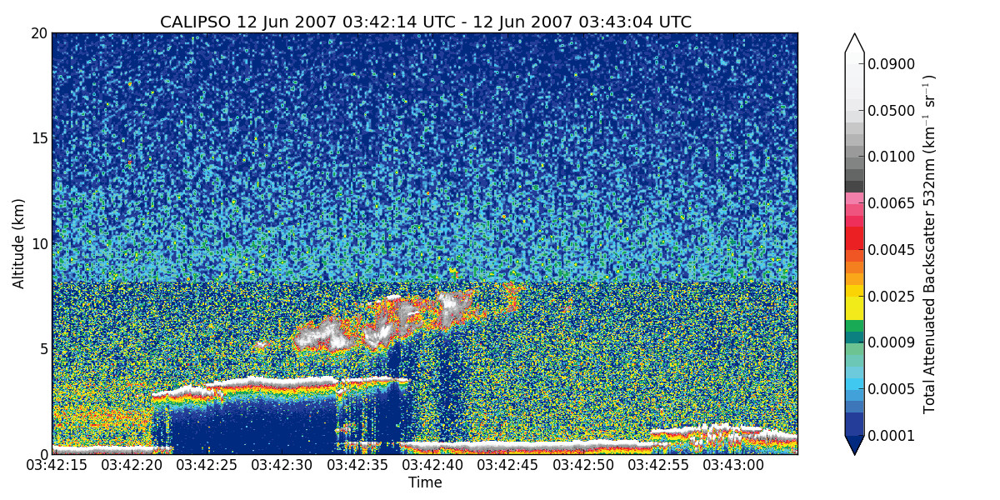 CALIPSO 12 Jun 2007 03:42:14 UTC - 12 Jun 2007 03:43:04 UTC
20
15
10
5
0
Altitude (km)
03:42:15 03:42:20 03:42:25 03:42:30 03:42:35 03:42:40 03:42:45 03:42:50 03:42:55 03:43:00
Time
0.0900
0.0500
0.0100
0.0065
0.0045
0.0025
0.0009
0.0005
0.0001
Total Attenuated Backscatter 532nm (km⁻¹ sr⁻¹)